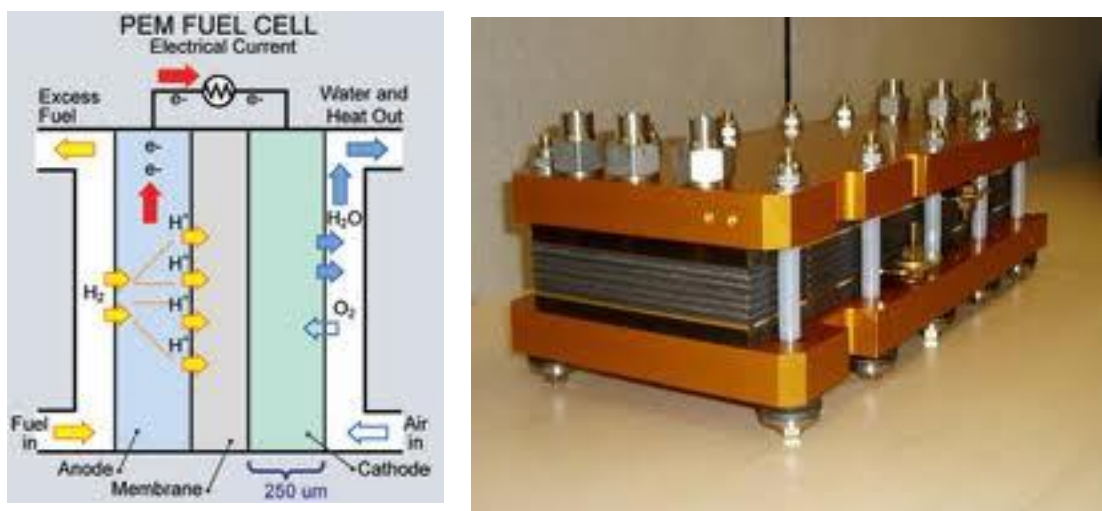 PEM FUEL CELL
Electrical Current
Excess
Fuel
e-
e-
Water and
Heat Out
e-
e-
H+
H2O
H+
H2
H+
O2
H+
Fuel
in
Air
in
Anode
Membrane
Cathode
250 um